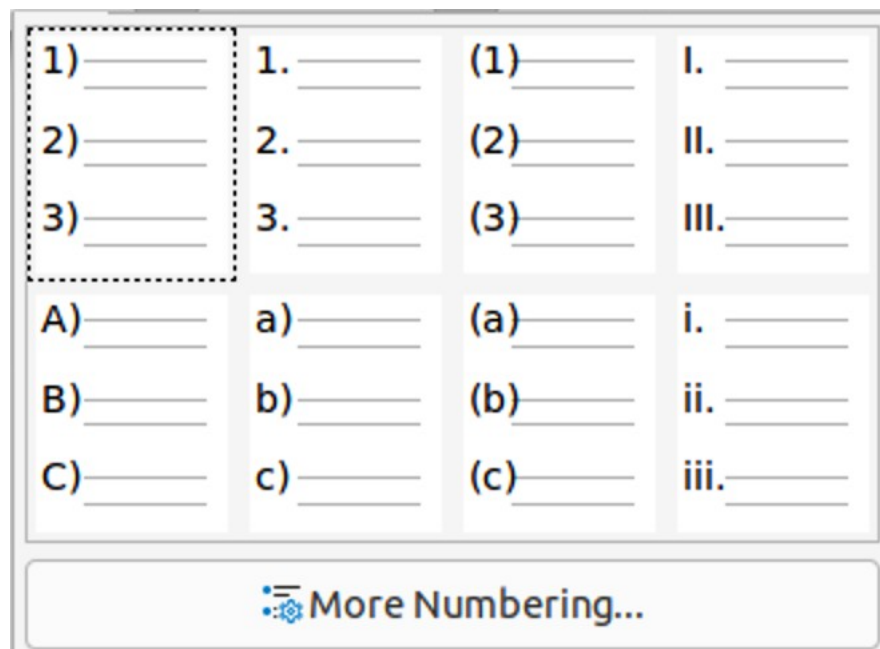 1) 1. (1) I.
2) 2. (2) II.
3) 3. (3) III.
A) a) (a) i.
B) b) (b) ii.
C) c) (c) iii.
More Numbering...